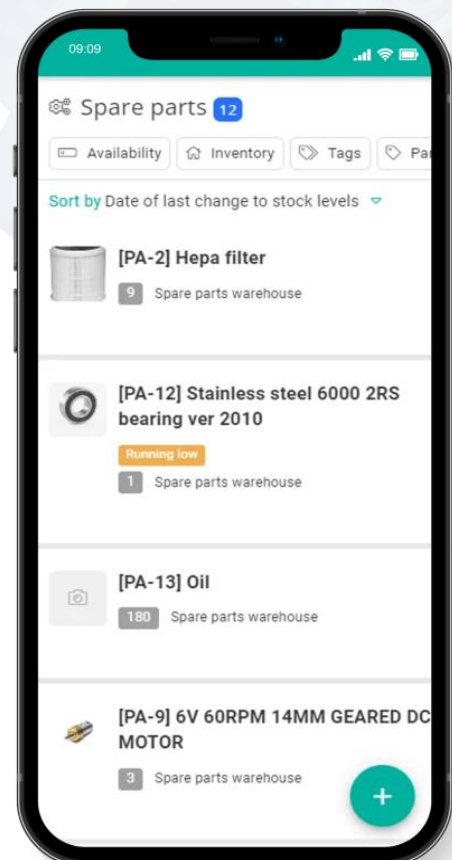 09:09
Spare parts 12
Availability Inventory Tags Pa
Sort by Date of last change to stock levels
[PA-2] Hepa filter
9 Spare parts warehouse
[PA-12] Stainless steel 6000 2RS
bearing ver 2010
Running low
1 Spare parts warehouse
[PA-13] Oil
180 Spare parts warehouse
[PA-9] 6V 60RPM 14MM GEARED DC
MOTOR
3 Spare parts warehouse
+